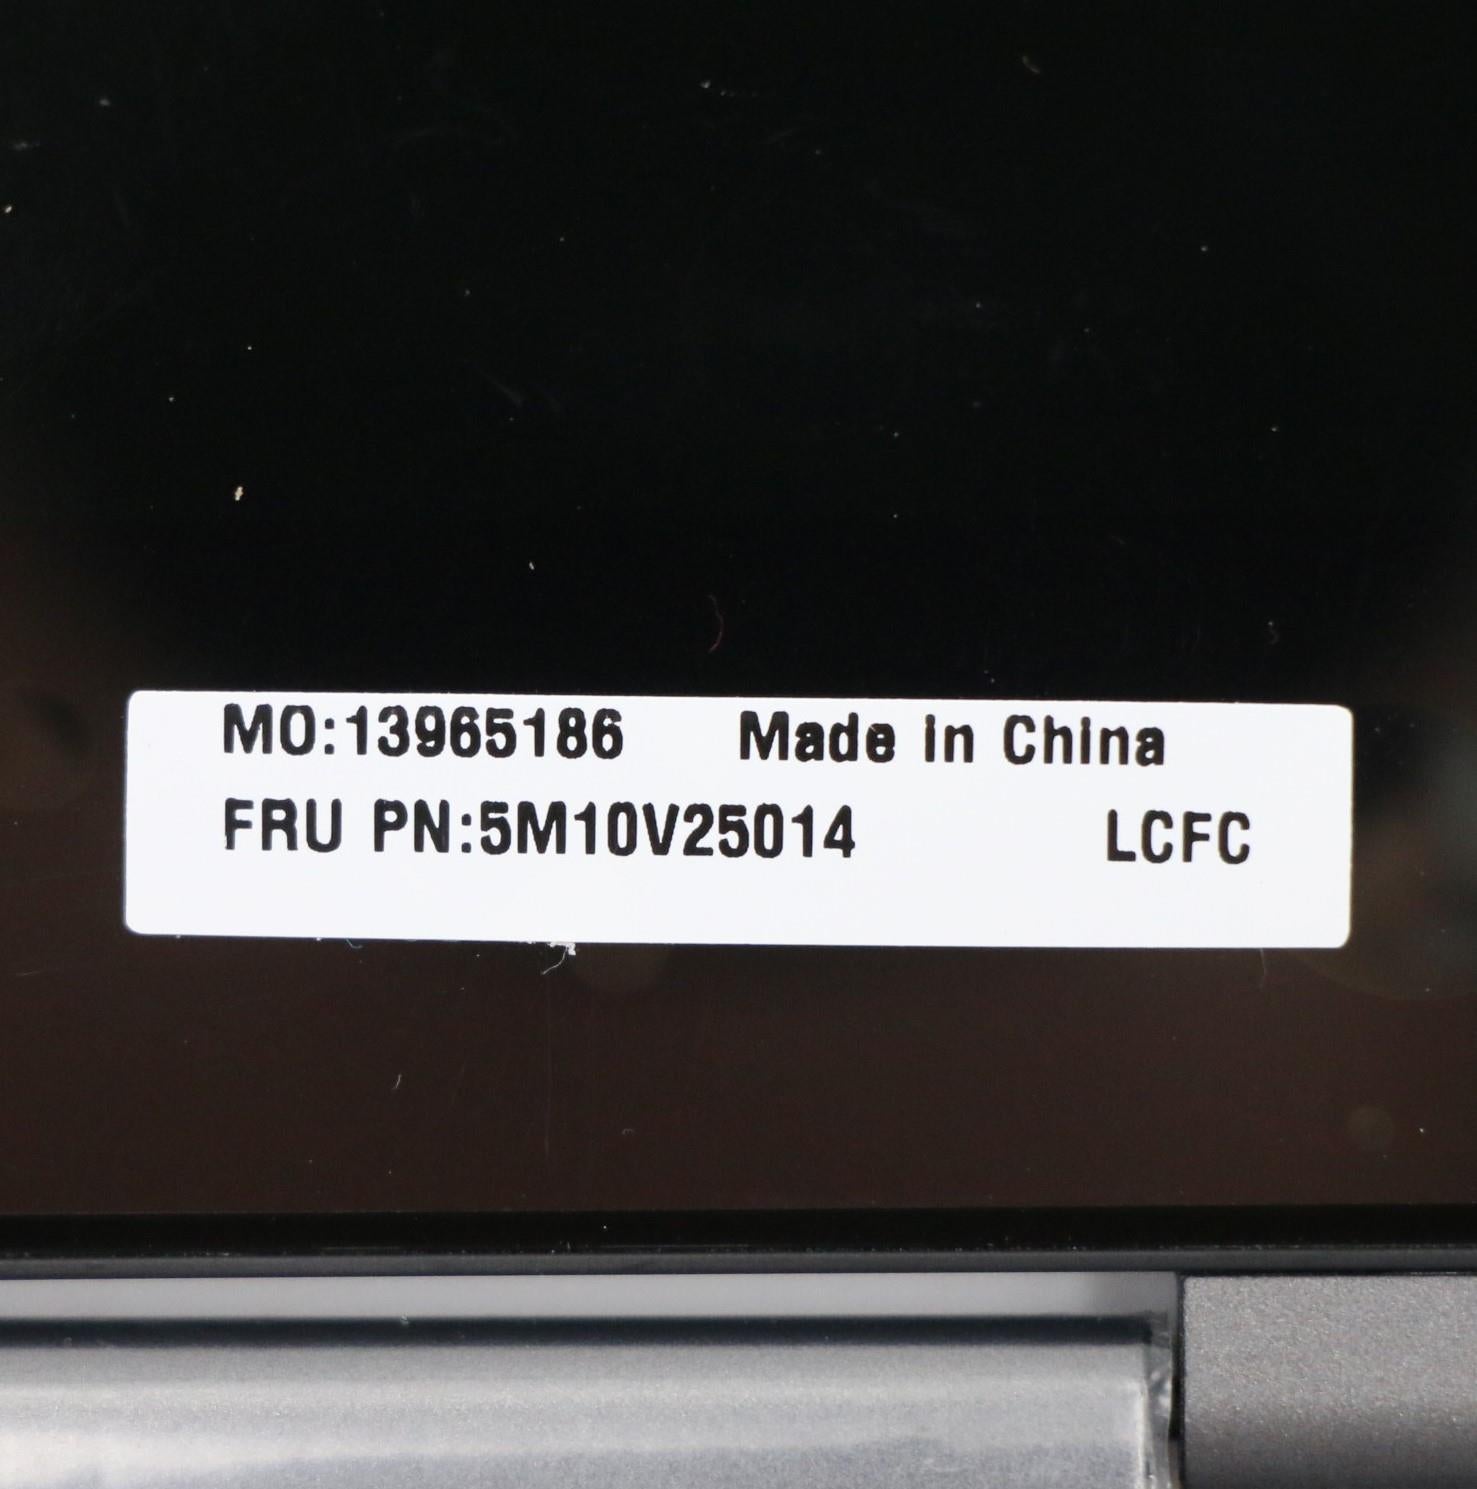 MO:13965186 Made in China
FRU PN:5M10V25014 LCFC